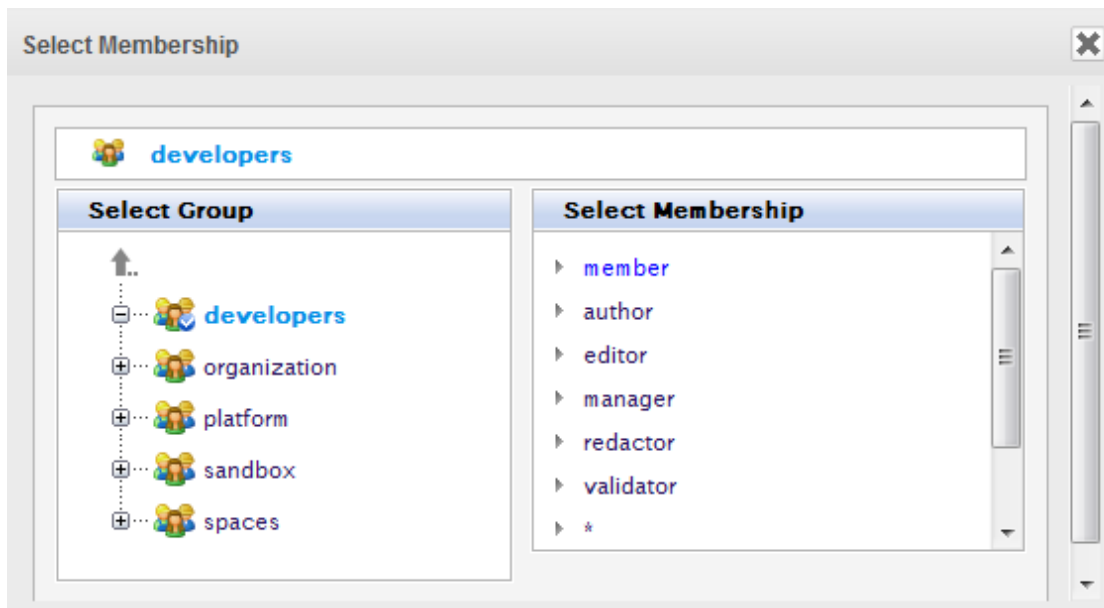 Select Membership
developers
Select Group
..
developers
organization
platform
sandbox
spaces
Select Membership
member
author
editor
manager
redactor
validator
*